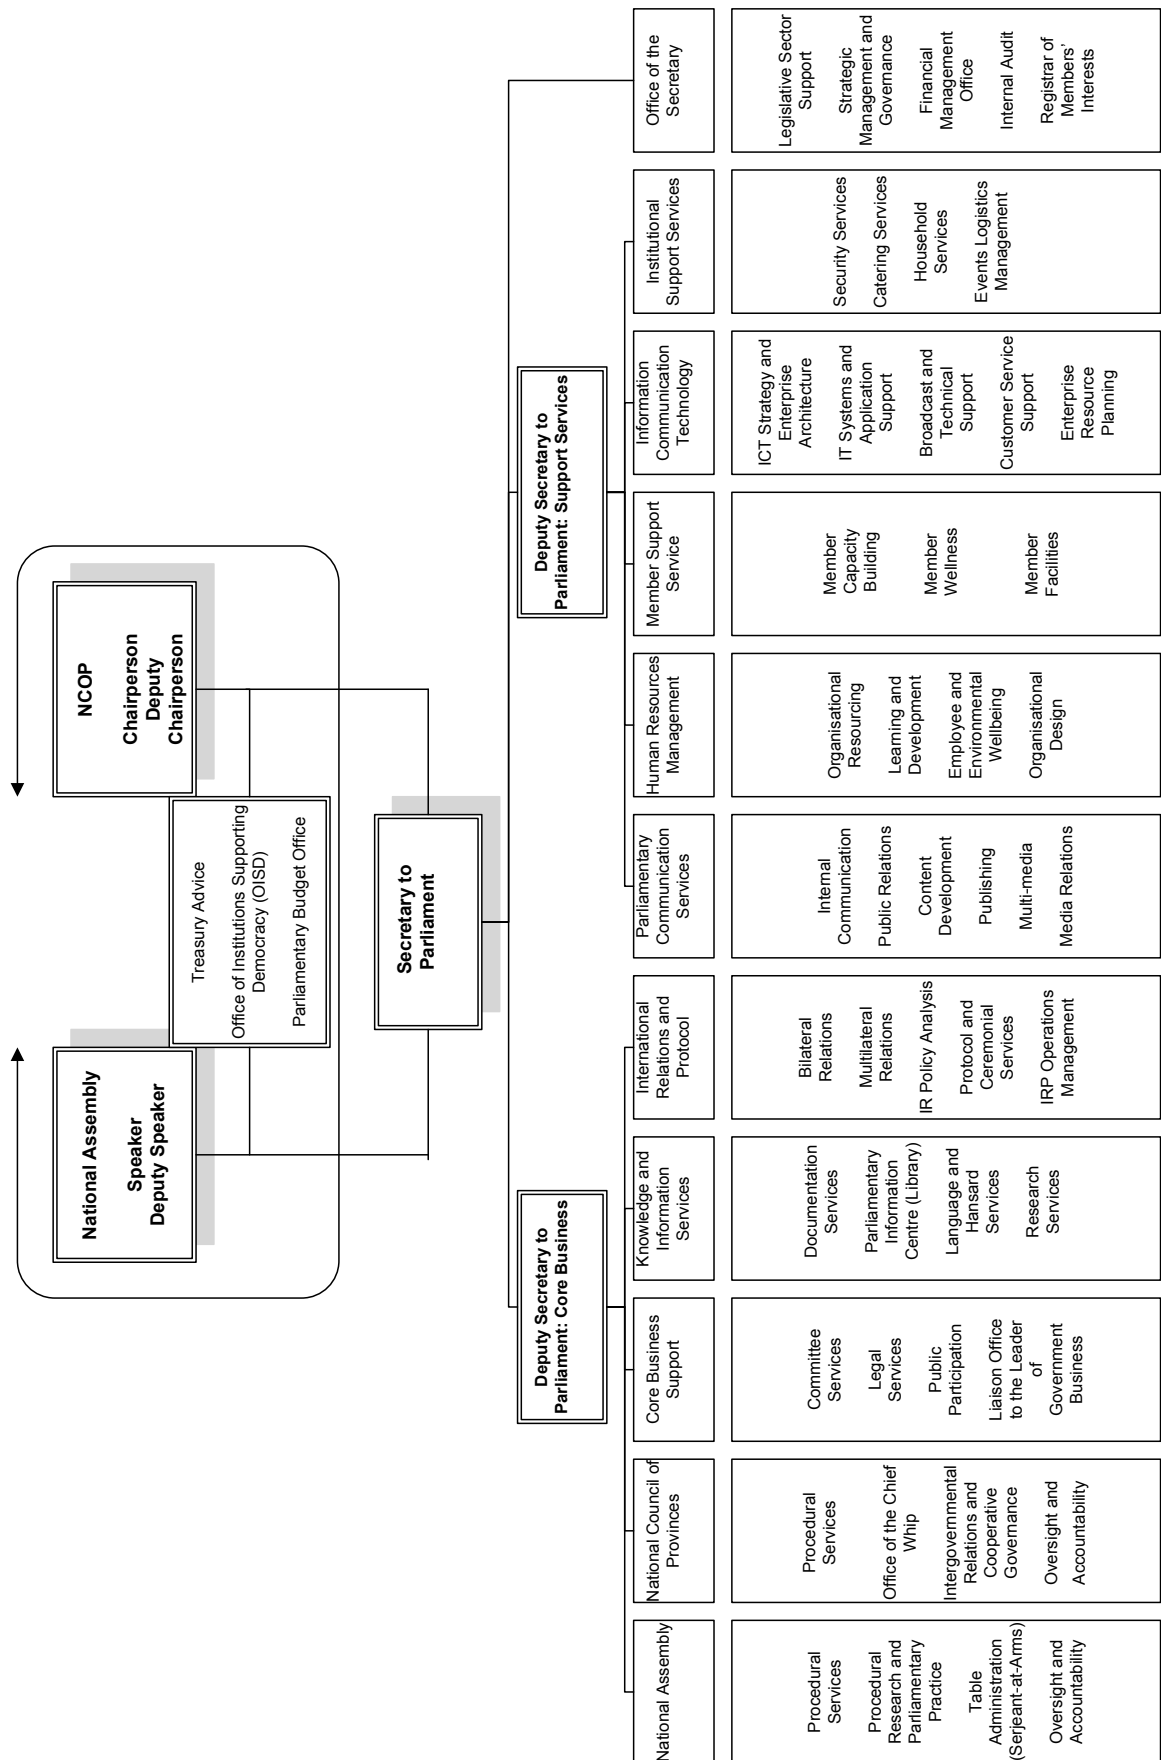 National Assembly
Speaker
Deputy Speaker
NCOP
Chairperson
Deputy
Chairperson
Treasury Advice
Office of Institutions Supporting
Democracy (OISD)
Parliamentary Budget Office
Secretary to
Parliament
Deputy Secretary to
Parliament: Core Business
Deputy Secretary to
Parliament: Support Services
National Assembly
Procedural
Services
Procedural
Research and
Parliamentary
Practice
Table
Administration
(Serjeant-at-Arms)
Oversight and
Accountability
National Council of
Provinces
Procedural
Services
Office of the Chief
Whip
Intergovernmental
Relations and
Cooperative
Governance
Oversight and
Accountability
Core Business
Support
Committee
Services
Legal
Services
Public
Participation
Liaison Office
to the Leader
of
Government
Business
Knowledge and
Information
Services
Documentation
Services
Parliamentary
Information
Centre (Library)
Language and
Hansard
Services
Research
Services
International
Relations and
Protocol
Bilateral
Relations
Multilateral
Relations
IR Policy Analysis
Protocol and
Ceremonial
Services
IRP Operations
Management
Parliamentary
Communication
Services
Internal
Communication
Public Relations
Content
Development
Publishing
Multi-media
Media Relations
Human Resources
Management
Organisational
Resourcing
Learning and
Development
Employee and
Environmental
Wellbeing
Organisational
Design
Member Support
Service
Member
Capacity
Building
Member
Wellness
Member
Facilities
Information
Communication
Technology
ICT Strategy and
Enterprise
Architecture
IT Systems and
Application
Support
Broadcast and
Technical
Support
Customer Service
Support
Enterprise
Resource
Planning
Institutional
Support Services
Security Services
Catering Services
Household
Services
Events Logistics
Management
Office of the
Secretary
Legislative Sector
Support
Strategic
Management and
Governance
Financial
Management
Office
Internal Audit
Registrar of
Members'
Interests